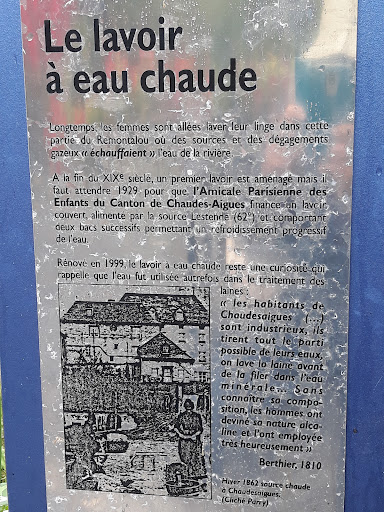 Le lavoir
à eau chaude
Longtemps, les femmes sont allées laver leur linge dans cette
partie du Remontalou où des sources et des dégagements
gazeux « échauffaient » l'eau de la rivière.
A la fin du XIXe siècle, un premier lavoir est aménagé mais il
faut attendre 1929 pour que l'Amicale Parisienne des
Enfants du Canton de Chaudes-Aigues finance un lavoir
couvert, alimenté par la source Lestende (62°) et comportant
deux bacs successifs permettant un refroidissement progressif
de l'eau.
Rénové en 1999, le lavoir à eau chaude reste une curiosité qui
rappelle que l'eau fut utilisée autrefois dans le traitement des
laines :
« les habitants de
Chaudesaigues (...)
sont industrieux, ils
tirent tout le parti
possible de leurs eaux,
on lave la laine avant
de la filer dans l'eau
minérale... Sans
connaître sa compo-
sition, les hommes ont
deviné sa nature alca-
line et l'ont employée
très heureusement »
Berthier, 1810
Hiver 1862 source chaude
à Chaudesaigues.
(Cliché Parry)